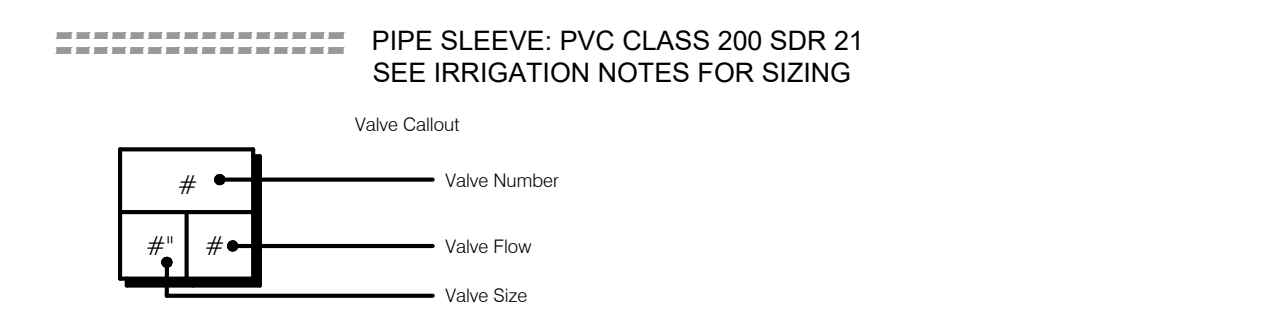 PIPE SLEEVE: PVC CLASS 200 SDR 21
SEE IRRIGATION NOTES FOR SIZING
Valve Callout
# Valve Number
#" # Valve Flow
Valve Size